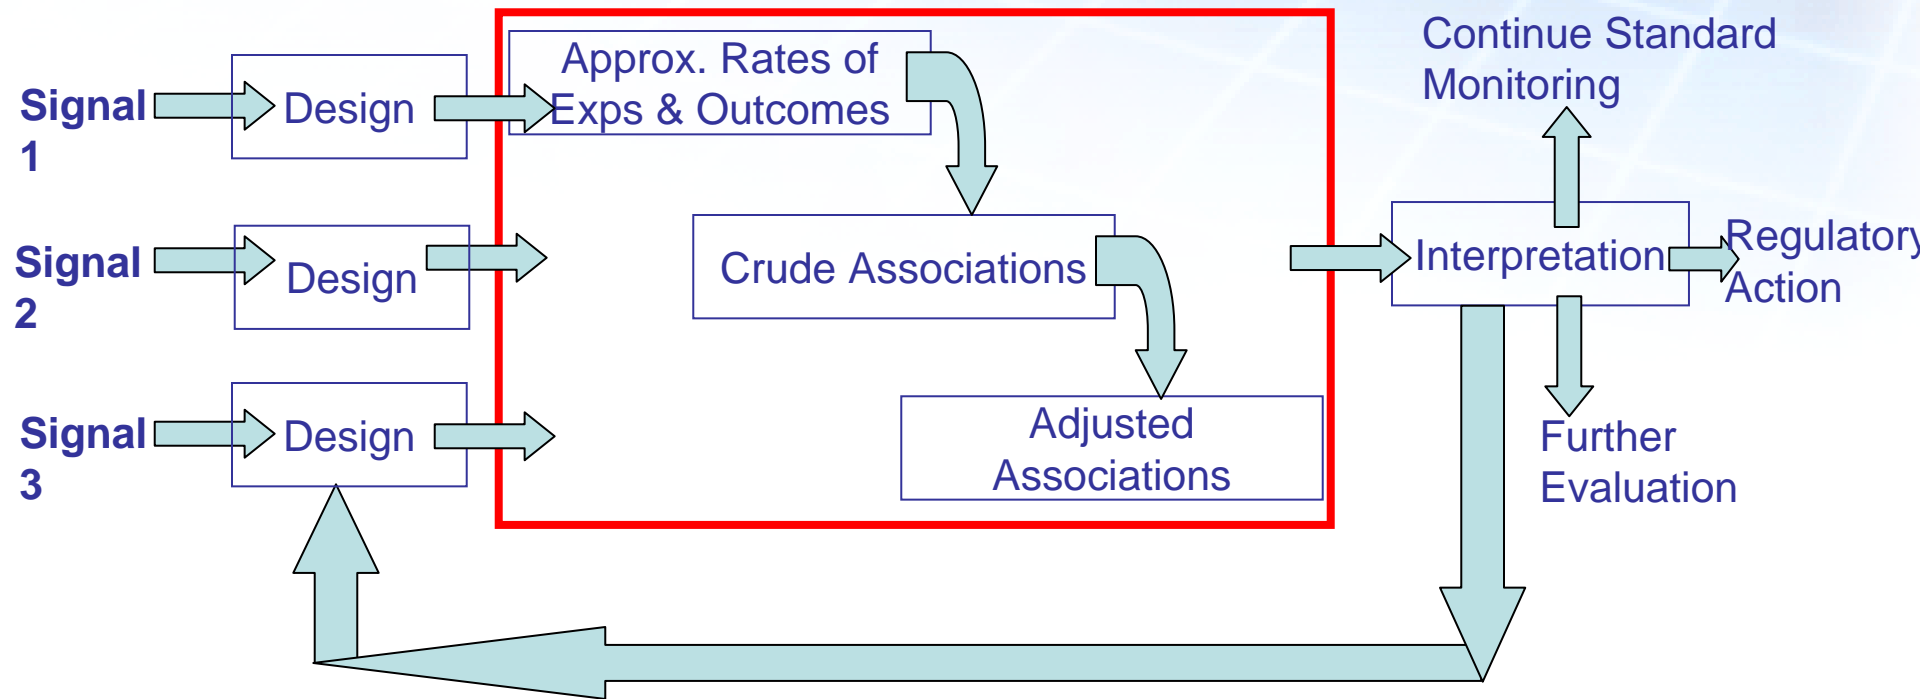 Signal
1
Design
Approx. Rates of
Exps & Outcomes
Continue Standard
Monitoring
Signal
2
Design
Crude Associations
Interpretation
Regulatory
Action
Signal
3
Design
Adjusted
Associations
Further
Evaluation